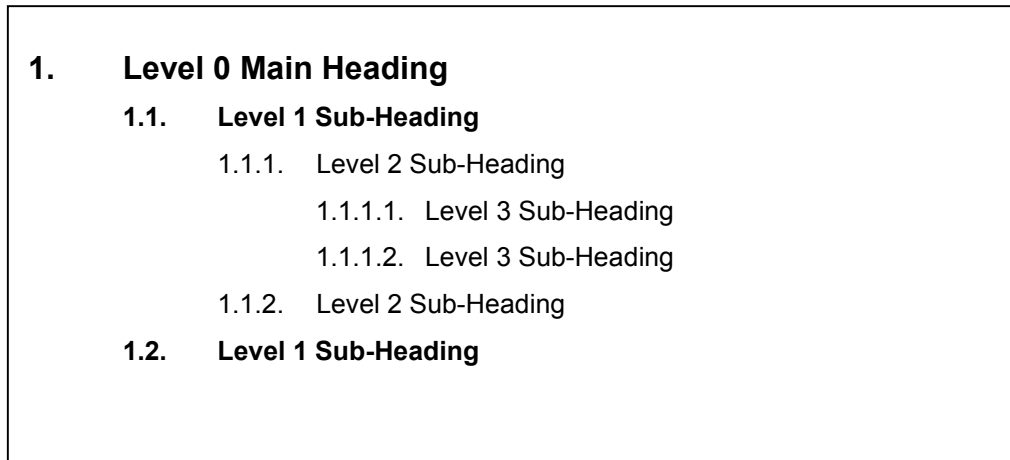 1. Level 0 Main Heading
1.1. Level 1 Sub-Heading
1.1.1. Level 2 Sub-Heading
1.1.1.1. Level 3 Sub-Heading
1.1.1.2. Level 3 Sub-Heading
1.1.2. Level 2 Sub-Heading
1.2. Level 1 Sub-Heading